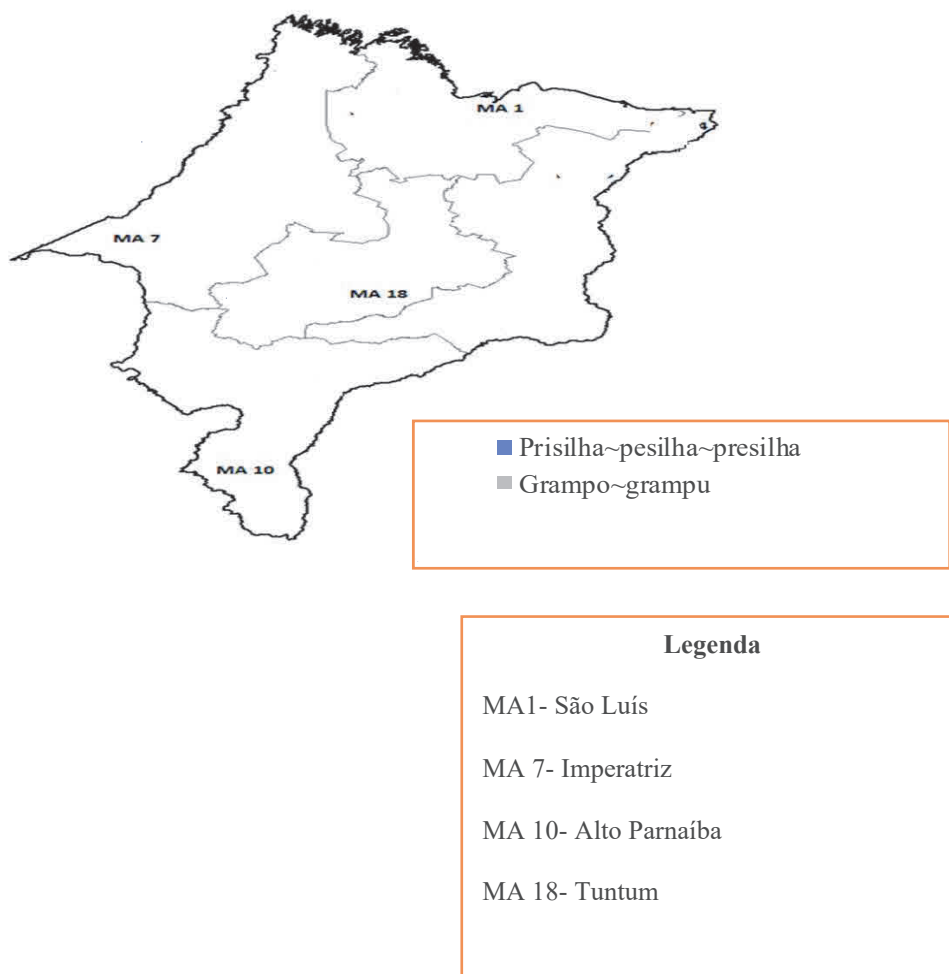 MA 1
MA 7
MA 18
MA 10
Prisilha~pesilha~presilha
Grampo~grampu
Legenda
MA1- São Luís
MA 7- Imperatriz
MA 10- Alto Parnaíba
MA 18- Tuntum